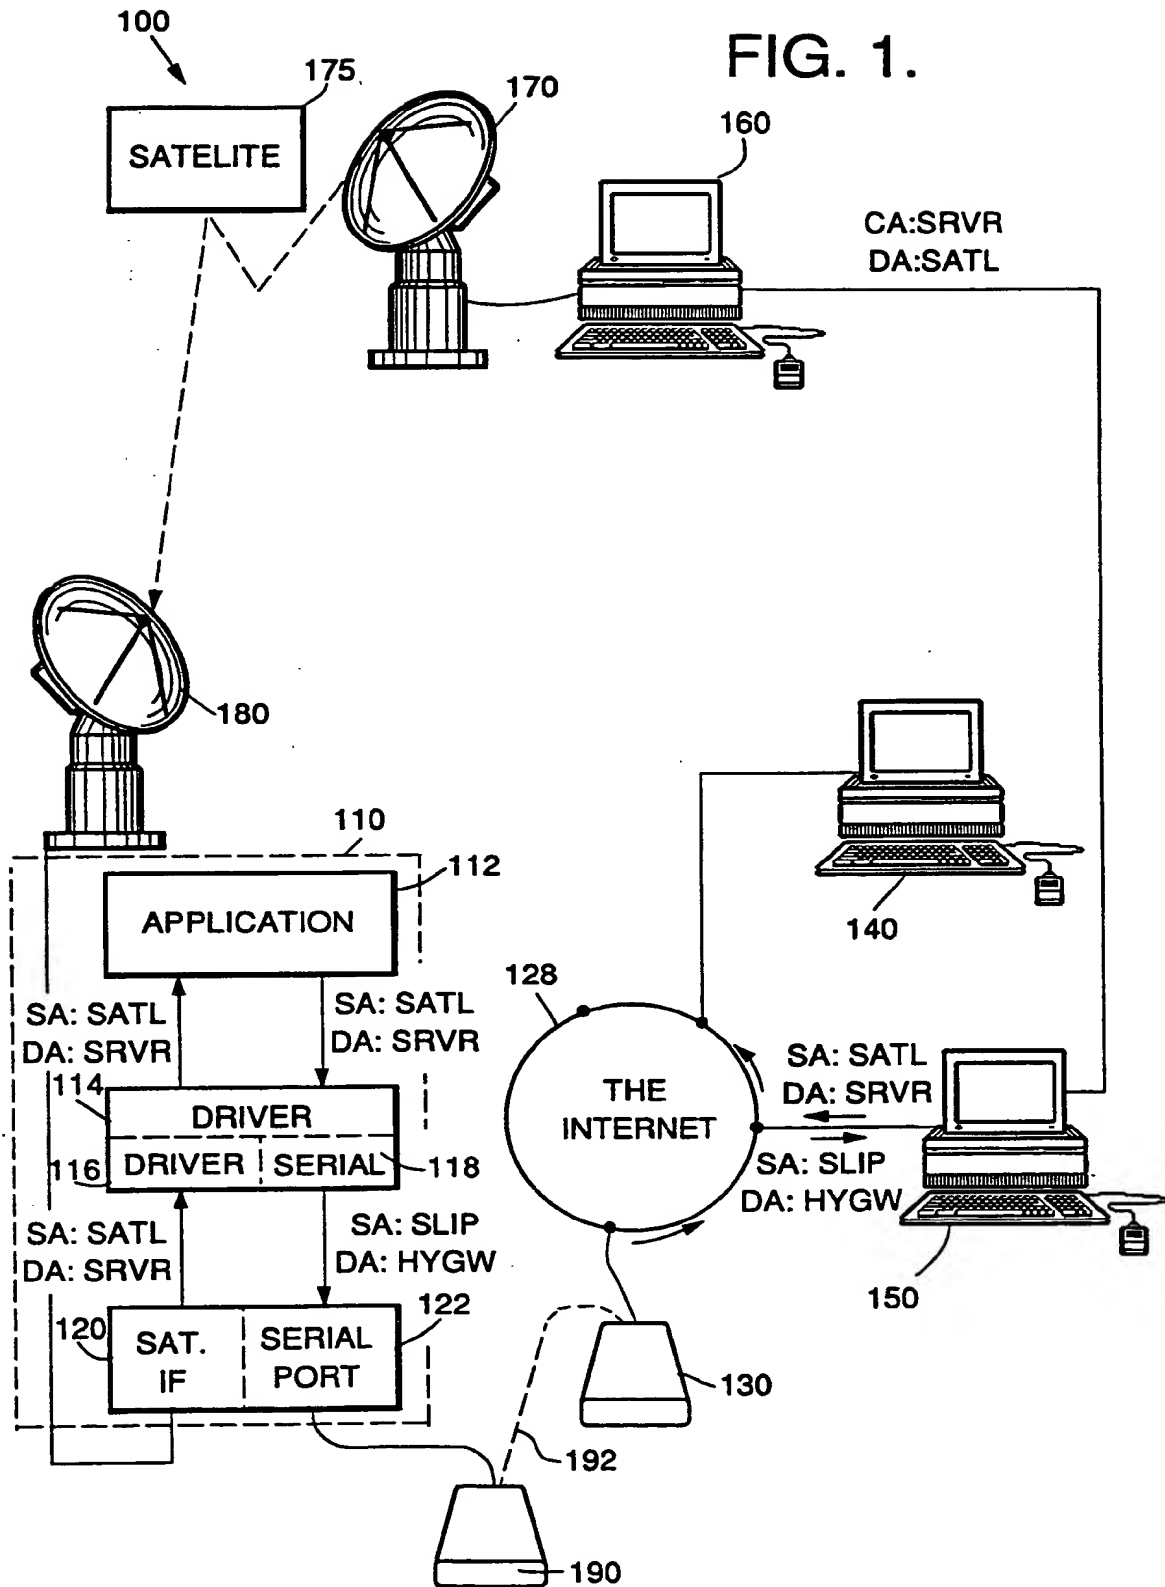 FIG. 1.
100
175
170
160
SATELITE
CA:SRVR
DA:SATL
180
110
112
APPLICATION
140
128
SA: SATL
DA: SRVR
SA: SATL
DA: SRVR
THE
INTERNET
SA: SATL
DA: SRVR
114
DRIVER
116
DRIVER
SERIAL
118
SA: SLIP
DA: HYGW
SA: SATL
DA: SRVR
SA: SLIP
DA: HYGW
150
120
SAT.
IF
SERIAL
PORT
122
130
192
190